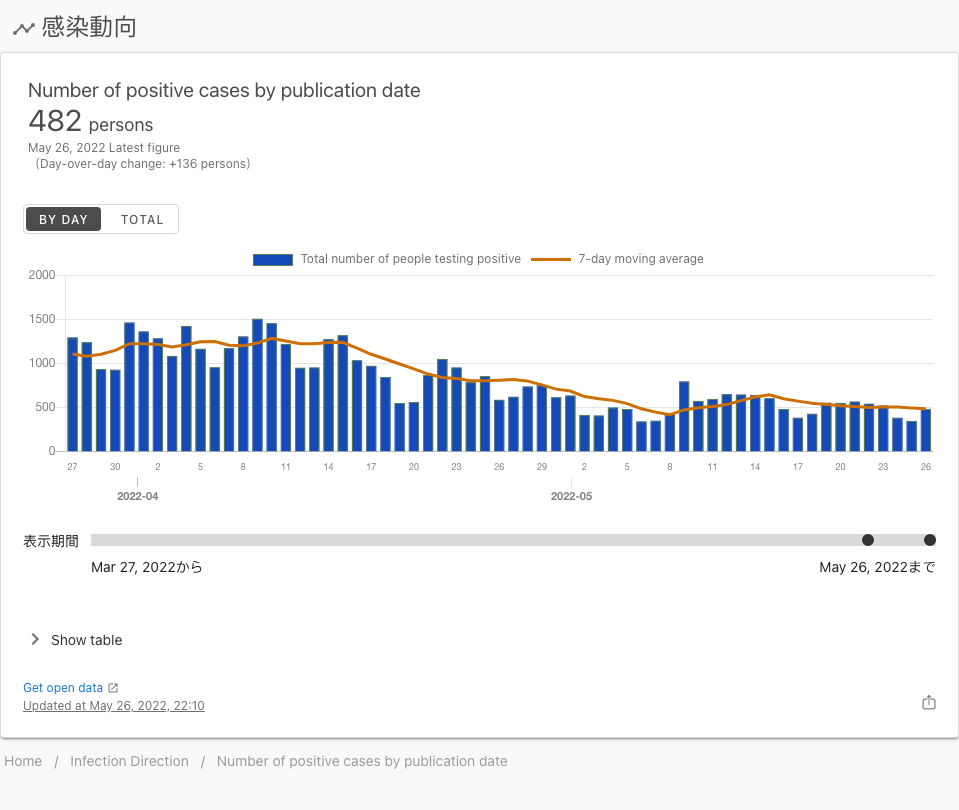 感染動向
Number of positive cases by publication date
482 persons
May 26, 2022 Latest figure
（Day-over-day change: +136 persons)
BY DAY TOTAL
Total number of people testing positive 7-day moving average
2000
1500
1000
500
0
27 30 2 5 8 11 14 17 20 23 26 29 2 5 8 11 14 17 20 23 26
2022-04 2022-05
表示期間
Mar 27, 2022から May 26, 2022まで
Show table
Get open data
Updated at May 26, 2022, 22:10
Home / Infection Direction / Number of positive cases by publication date